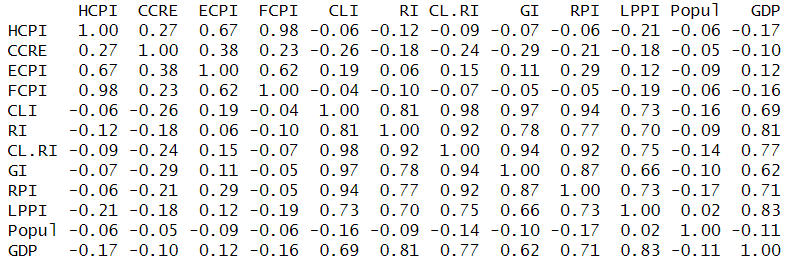 HCPI CCRE ECPI FCPI CLI RI CL.RI GI RPI LPPI Popul GDP
HCPI 1.00 0.27 0.67 0.98 -0.06 -0.12 -0.09 -0.07 -0.06 -0.21 -0.06 -0.17
CCRE 0.27 1.00 0.38 0.23 -0.26 -0.18 -0.24 -0.29 -0.21 -0.18 -0.05 -0.10
ECPI 0.67 0.38 1.00 0.62 0.19 0.06 0.15 0.11 0.29 0.12 -0.09 0.12
FCPI 0.98 0.23 0.62 1.00 -0.04 -0.10 -0.07 -0.05 -0.05 -0.19 -0.06 -0.16
CLI -0.06 -0.26 0.19 -0.04 1.00 0.81 0.98 0.97 0.94 0.73 -0.16 0.69
RI -0.12 -0.18 0.06 -0.10 0.81 1.00 0.92 0.78 0.77 0.70 -0.09 0.81
CL.RI -0.09 -0.24 0.15 -0.07 0.98 0.92 1.00 0.94 0.92 0.75 -0.14 0.77
GI -0.07 -0.29 0.11 -0.05 0.97 0.78 0.94 1.00 0.87 0.66 -0.10 0.62
RPI -0.06 -0.21 0.29 -0.05 0.94 0.77 0.92 0.87 1.00 0.73 -0.17 0.71
LPPI -0.21 -0.18 0.12 -0.19 0.73 0.70 0.75 0.66 0.73 1.00 0.02 0.83
Popul -0.06 -0.05 -0.09 -0.06 -0.16 -0.09 -0.14 -0.10 -0.17 0.02 1.00 -0.11
GDP -0.17 -0.10 0.12 -0.16 0.69 0.81 0.77 0.62 0.71 0.83 -0.11 1.00